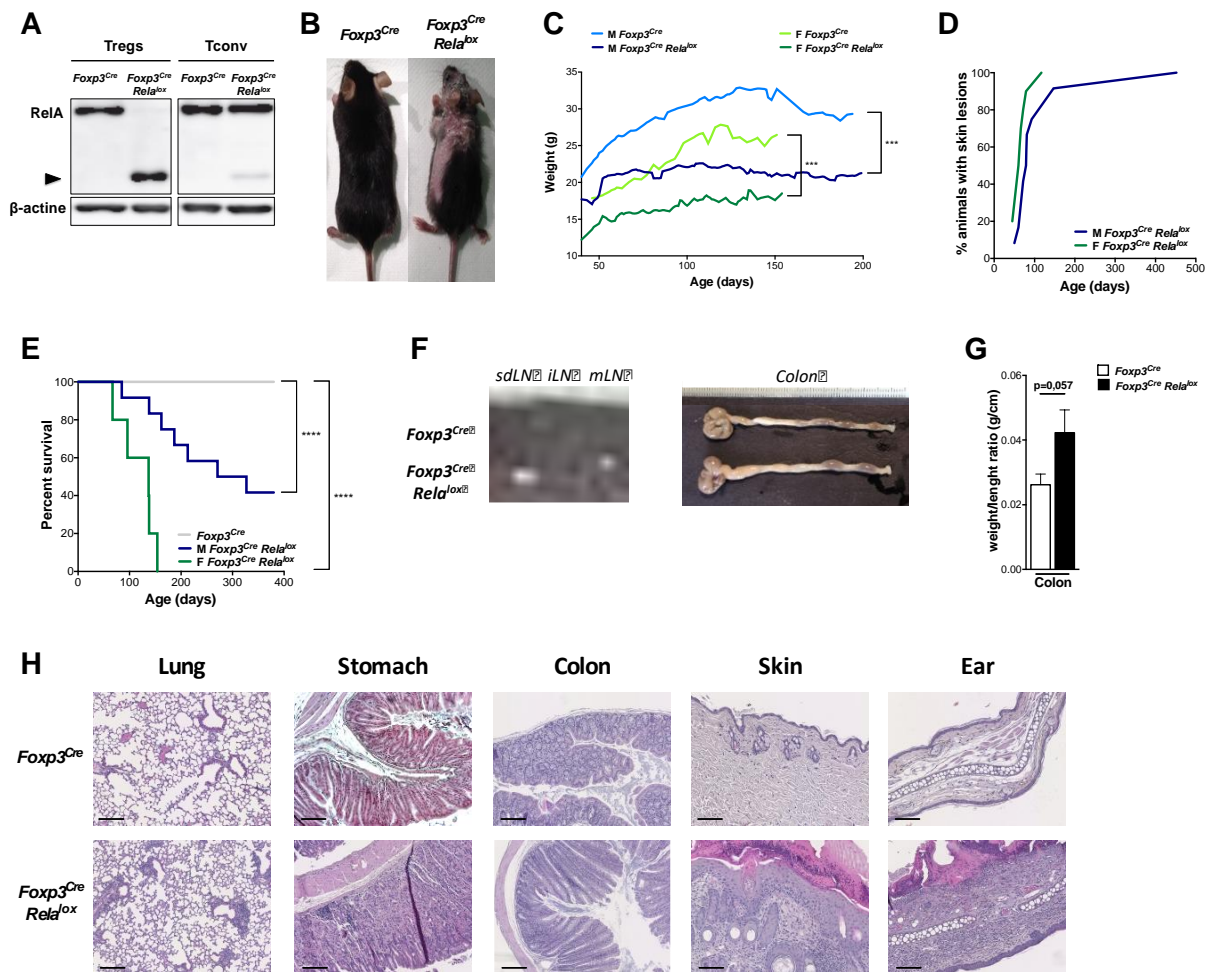 A
Tregs Tconv
Foxp3Cre Foxp3Cre Relalox Foxp3Cre Foxp3Cre Relalox
RelA
β-actine
B
Foxp3Cre
Foxp3Cre
Relalox
C
M Foxp3Cre F Foxp3Cre
M Foxp3Cre Relalox F Foxp3Cre Relalox
Weight (g)
35
30
25
20
15
10
50 100 150 200
Age (days)
***
***
D
% animals with skin lesions
100
80
60
40
20
0
0 100 200 300 400 500
Age (days)
M Foxp3Cre Relalox
F Foxp3Cre Relalox
E
Percent survival
100
80
60
40
20
0
0 100 200 300 400
Age (days)
Foxp3Cre
M Foxp3Cre Relalox
F Foxp3Cre Relalox
****
****
F
sdLN iLN mLN
Colon
Foxp3Cre
Foxp3Cre
Relalox
G
Foxp3Cre
Foxp3Cre Relalox
p=0,057
weight/lenght ratio (g/cm)
0.06
0.04
0.02
0.00
Colon
H
Lung Stomach Colon Skin Ear
Foxp3Cre
Foxp3Cre
Relalox